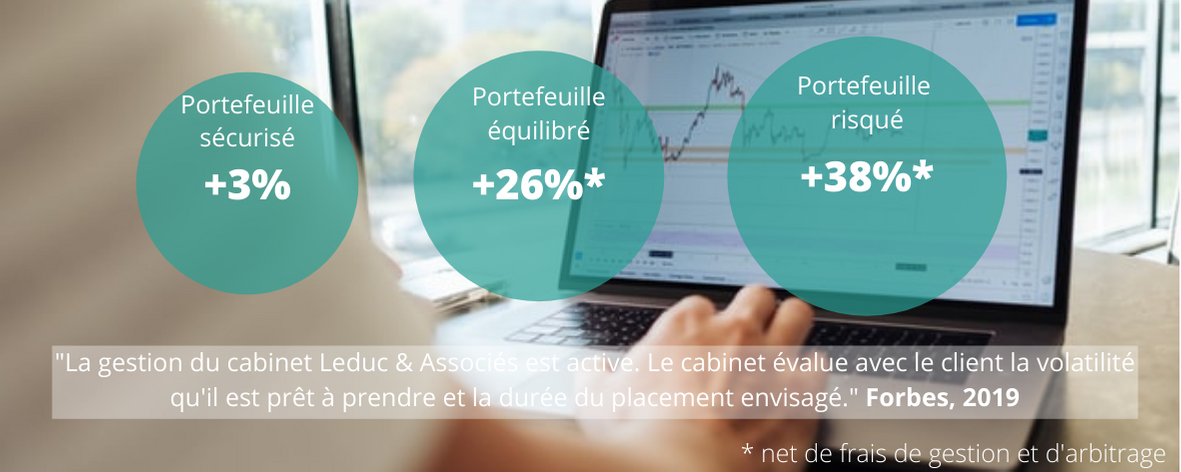 Portefeuille
sécurisé
+3%
Portefeuille
équilibré
+26%*
Portefeuille
risqué
+38%*
"La gestion du cabinet Leduc & Associés est active. Le cabinet évalue avec le client la volatilité
qu'il est prêt à prendre et la durée du placement envisagé." Forbes, 2019
* net de frais de gestion et d'arbitrage